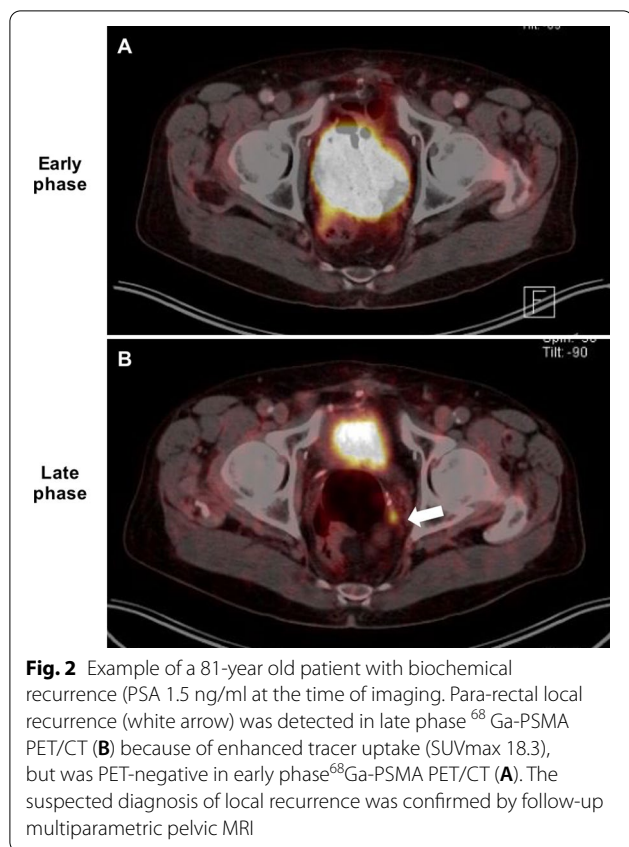 A
Early
phase
F
B
Tilt: -90
Late
phase
Fig. 2 Example of a 81-year old patient with biochemical
recurrence (PSA 1.5 ng/ml at the time of imaging. Para-rectal local
recurrence (white arrow) was detected in late phase ⁶⁸ Ga-PSMA
PET/CT (B) because of enhanced tracer uptake (SUVmax 18.3),
but was PET-negative in early phase⁶⁸Ga-PSMA PET/CT (A). The
suspected diagnosis of local recurrence was confirmed by follow-up
multiparametric pelvic MRI